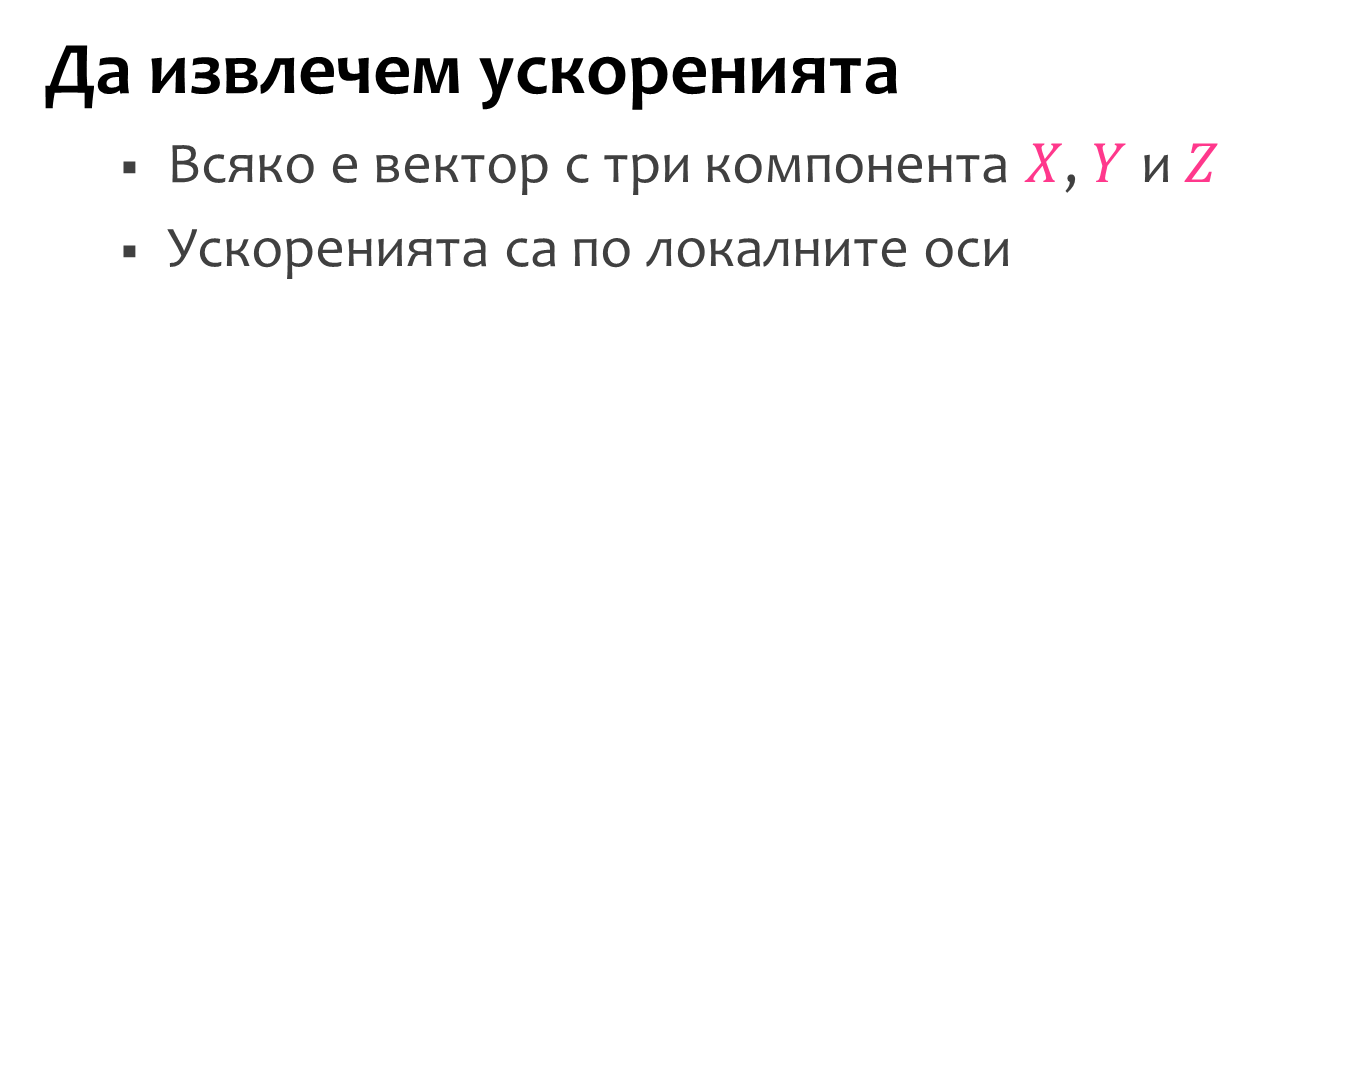 Да извлечем ускоренията
▪ Всяко е вектор с три компонента X, Y и Z
▪ Ускоренията са по локалните оси